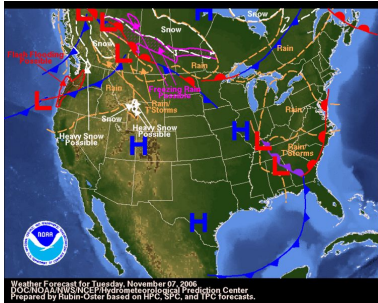 Snow
Snow
Snow
Flash Flooding
Possible
Rain
Freezing Rain
Possible
Rain
Rain/
T-Storms
Snow
Heavy Snow
Possible
Heavy Snow
Possible
Rain
Rain/
T-Storms
H
H
H
H
L
L
L
L
L
L
NOAA
Weather Forecast for Tuesday, November 07, 2006
DOC/NOAA/NWS/NCEP/Hydrometeorological Prediction Center
Prepared by Rubin-Oster based on HPC, SPC, and TPC forecasts.